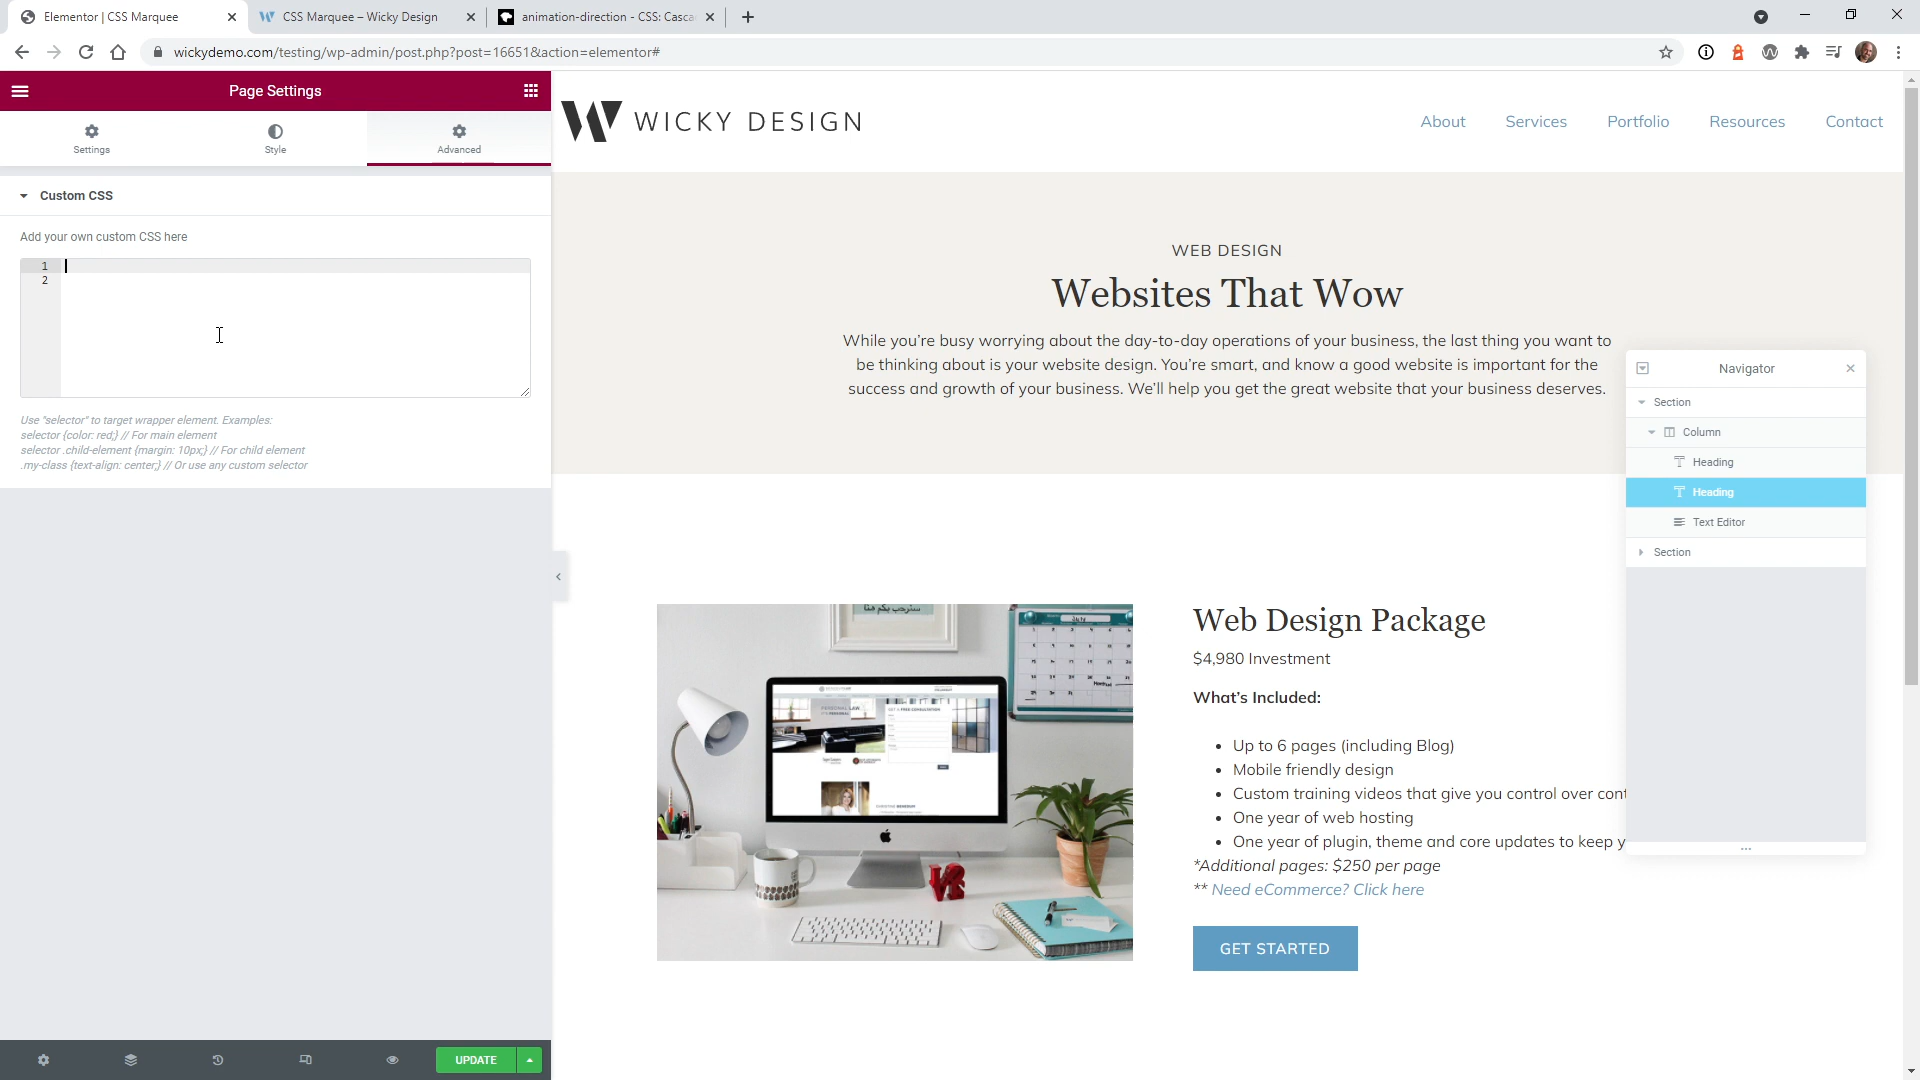 Elementor | CSS Marquee
CSS Marquee – Wicky Design
animation-direction - CSS: Casca
wickydemo.com/testing/wp-admin/post.php?post=16651&action=elementor#
Page Settings
Settings
Style
Advanced
Custom CSS
Add your own custom CSS here
1
2
Use "selector" to target wrapper element. Examples:
selector {color: red;} // For main element
selector .child-element {margin: 10px;} // For child element
.my-class {text-align: center;} // Or use any custom selector
UPDATE
W WICKY DESIGN
About
Services
Portfolio
Resources
Contact
WEB DESIGN
Websites That Wow
While you're busy worrying about the day-to-day operations of your business, the last thing you want to
be thinking about is your website design. You're smart, and know a good website is important for the
success and growth of your business. We'll help you get the great website that your business deserves.
Navigator
Section
Column
Heading
Heading
Text Editor
Section
سنرحب بكم هنا
July
Web Design Package
$4,980 Investment
What's Included:
• Up to 6 pages (including Blog)
• Mobile friendly design
• Custom training videos that give you control over cont
• One year of web hosting
• One year of plugin, theme and core updates to keep y
*Additional pages: $250 per page
** Need eCommerce? Click here
GET STARTED